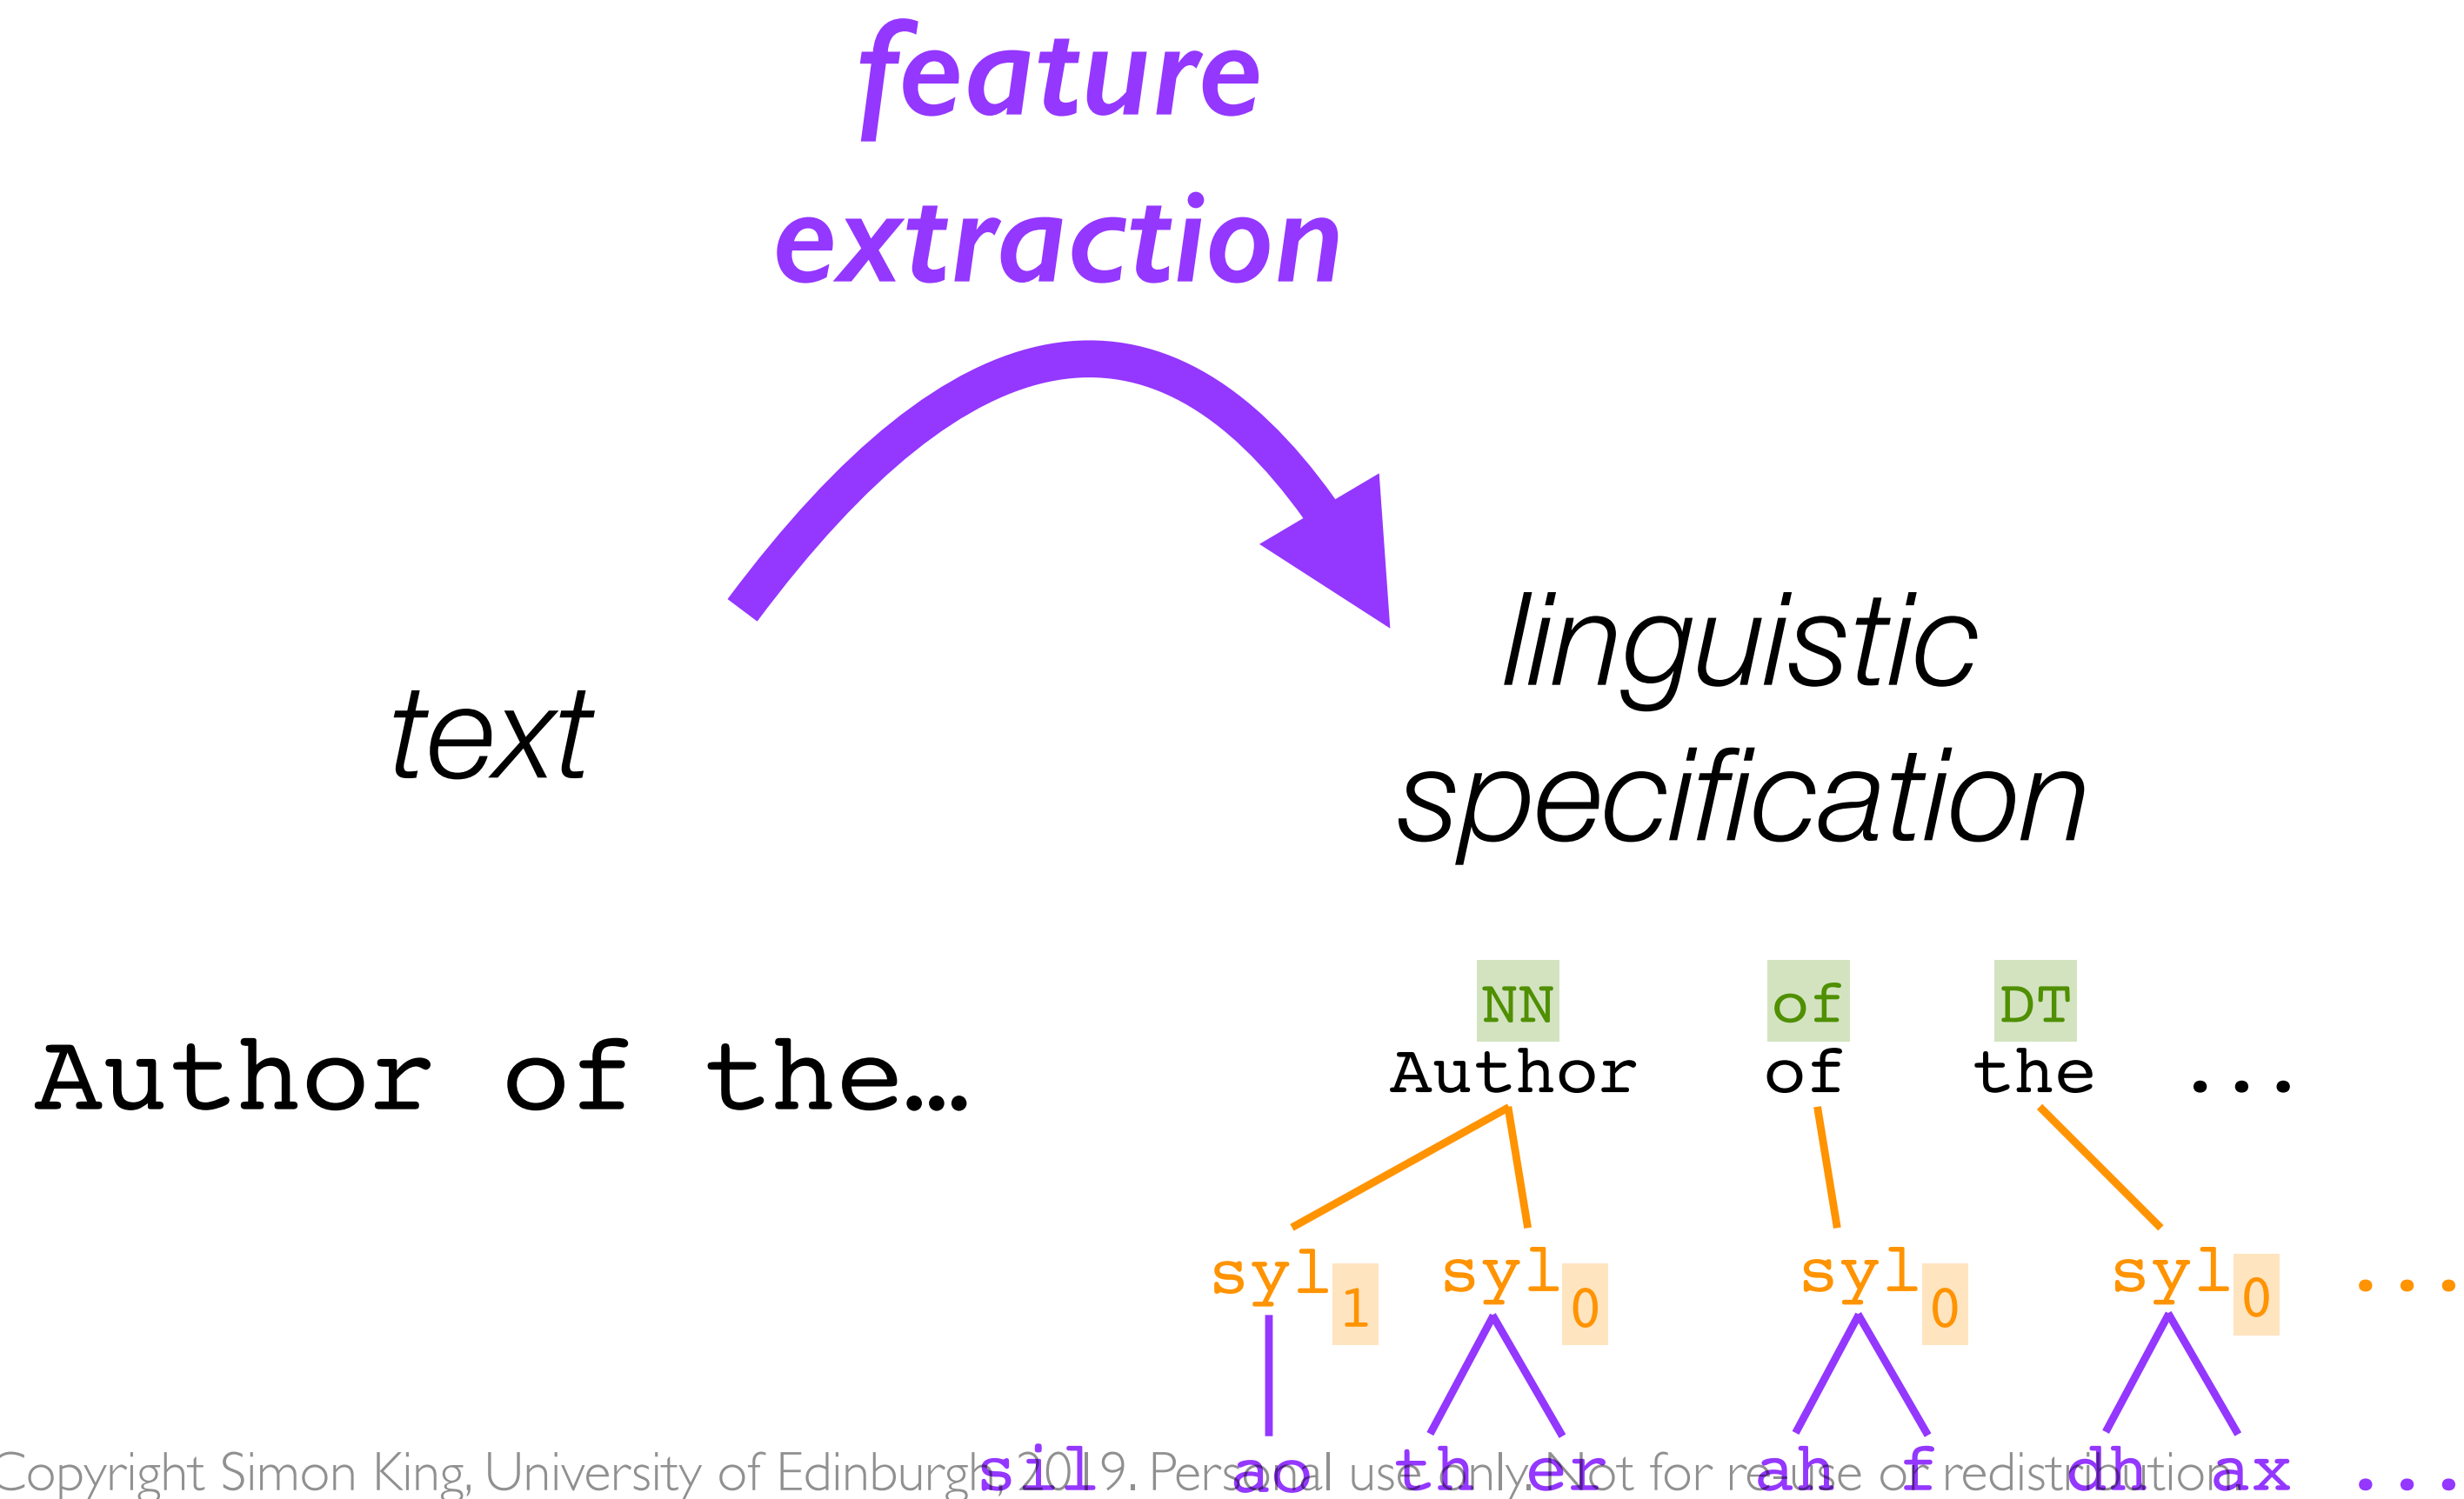 feature
extraction
linguistic
text
specification
NN of DT
Author of the…
Author of the ...
syl 1 syl 0 syl 0 syl 0 ...
sil ao th er ah f dh ax ...
Copyright Simon King, University of Edinburgh, 2019. Personal use only. Not for re-use or redistribution.